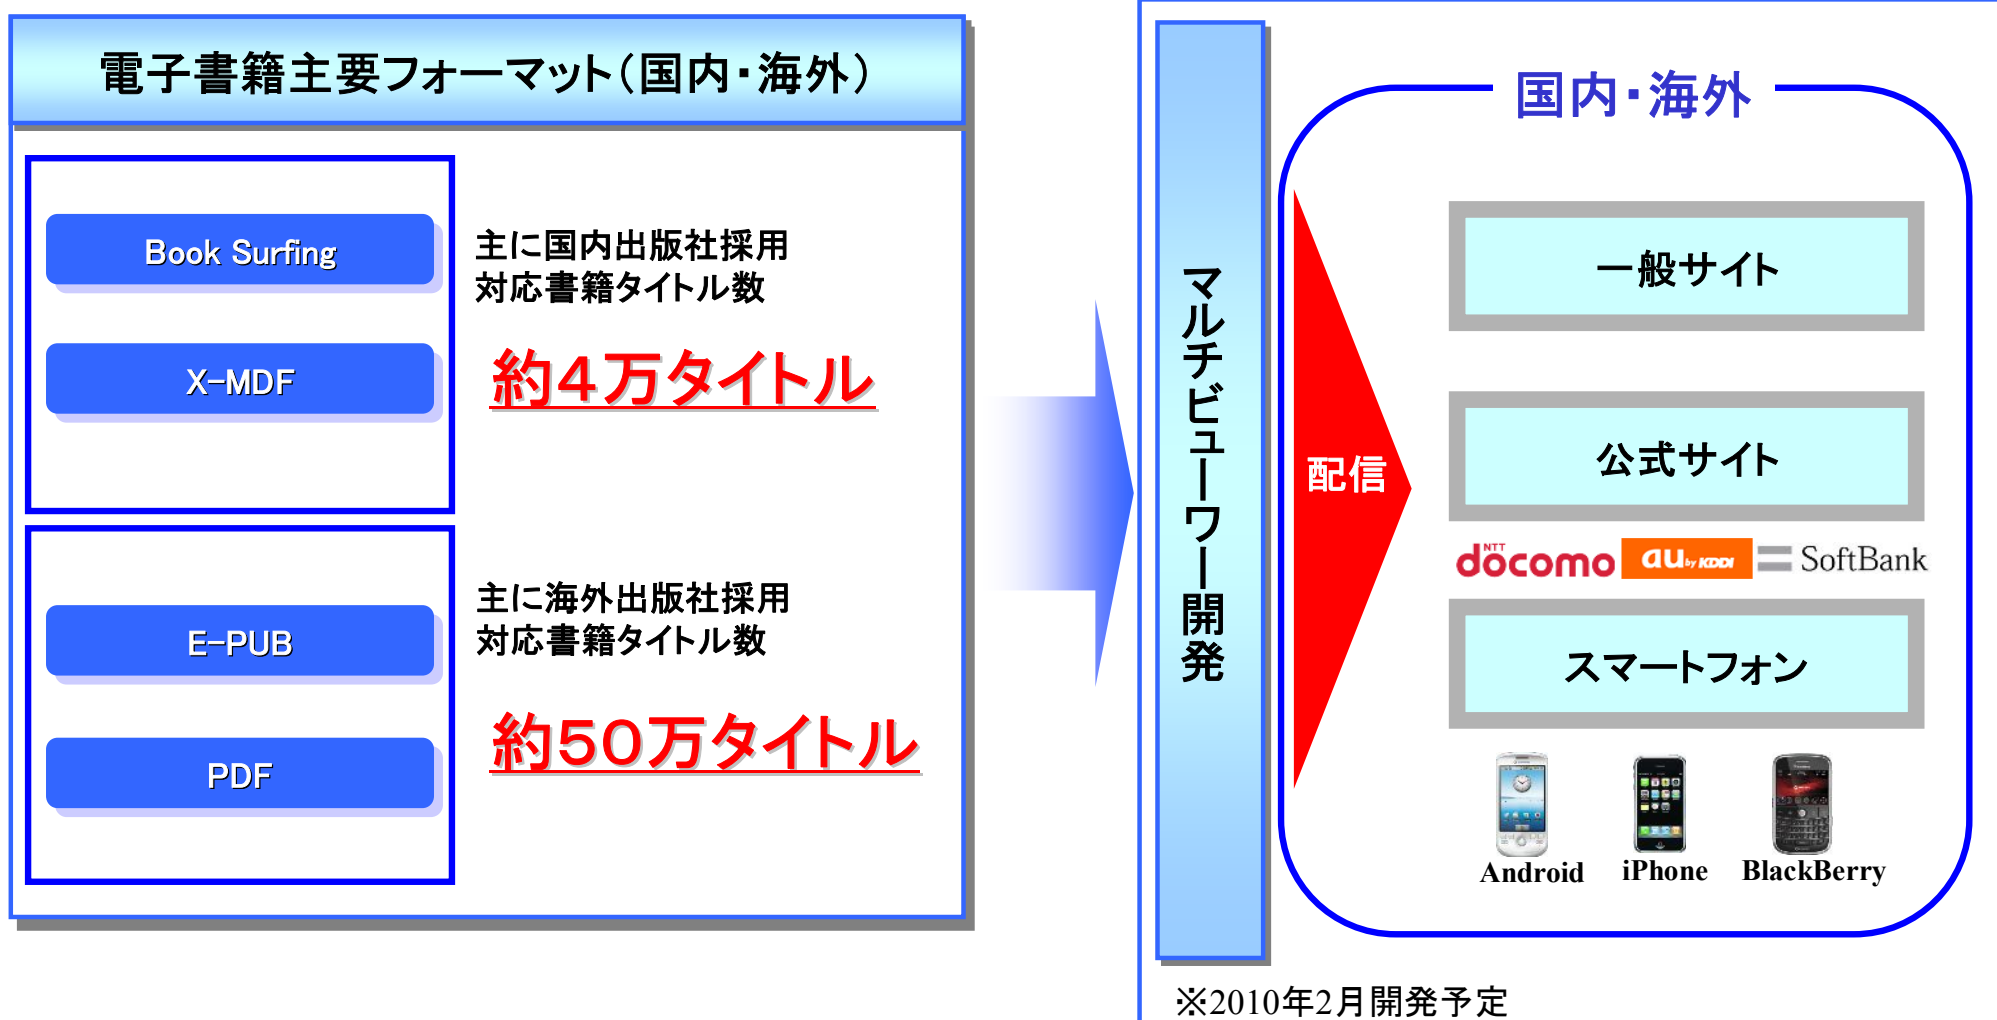 電子書籍主要フォーマット(国内・海外)
Book Surfing
X-MDF
主に国内出版社採用
対応書籍タイトル数
約4万タイトル
E-PUB
PDF
主に海外出版社採用
対応書籍タイトル数
約50万タイトル
マルチビューワー開発
配信
国内・海外
一般サイト
公式サイト
NTT
docomo
au by KDDI
SoftBank
スマートフォン
Android
iPhone
BlackBerry
※2010年2月開発予定